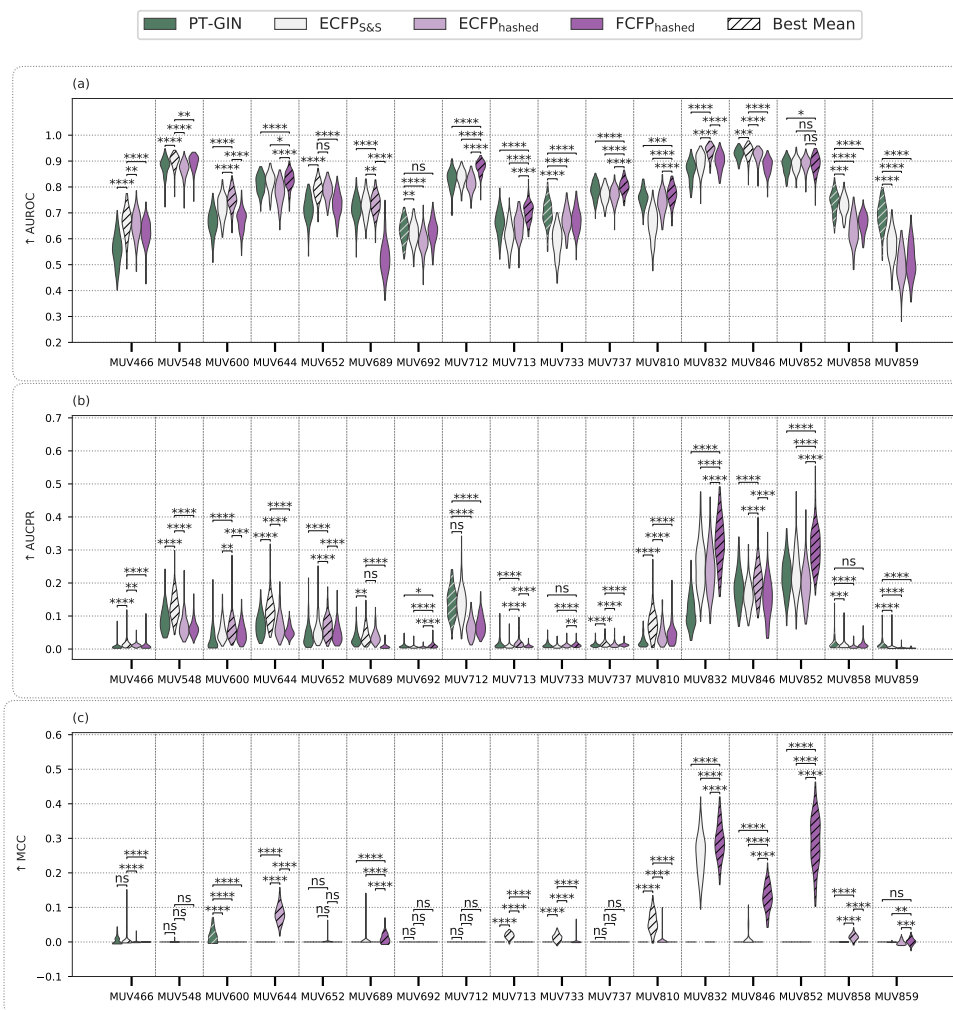 PT-GIN ECFP_S&S ECFP_hashed FCFP_hashed Best Mean
(a)
↑ AUROC
1.0
0.9
0.8
0.7
0.6
0.5
0.4
0.3
0.2
MUV466 MUV548 MUV600 MUV644 MUV652 MUV689 MUV692 MUV712 MUV713 MUV733 MUV737 MUV810 MUV832 MUV846 MUV852 MUV858 MUV859
(b)
↑ AUCPR
0.7
0.6
0.5
0.4
0.3
0.2
0.1
0.0
MUV466 MUV548 MUV600 MUV644 MUV652 MUV689 MUV692 MUV712 MUV713 MUV733 MUV737 MUV810 MUV832 MUV846 MUV852 MUV858 MUV859
(c)
↑ MCC
0.6
0.5
0.4
0.3
0.2
0.1
0.0
−0.1
MUV466 MUV548 MUV600 MUV644 MUV652 MUV689 MUV692 MUV712 MUV713 MUV733 MUV737 MUV810 MUV832 MUV846 MUV852 MUV858 MUV859